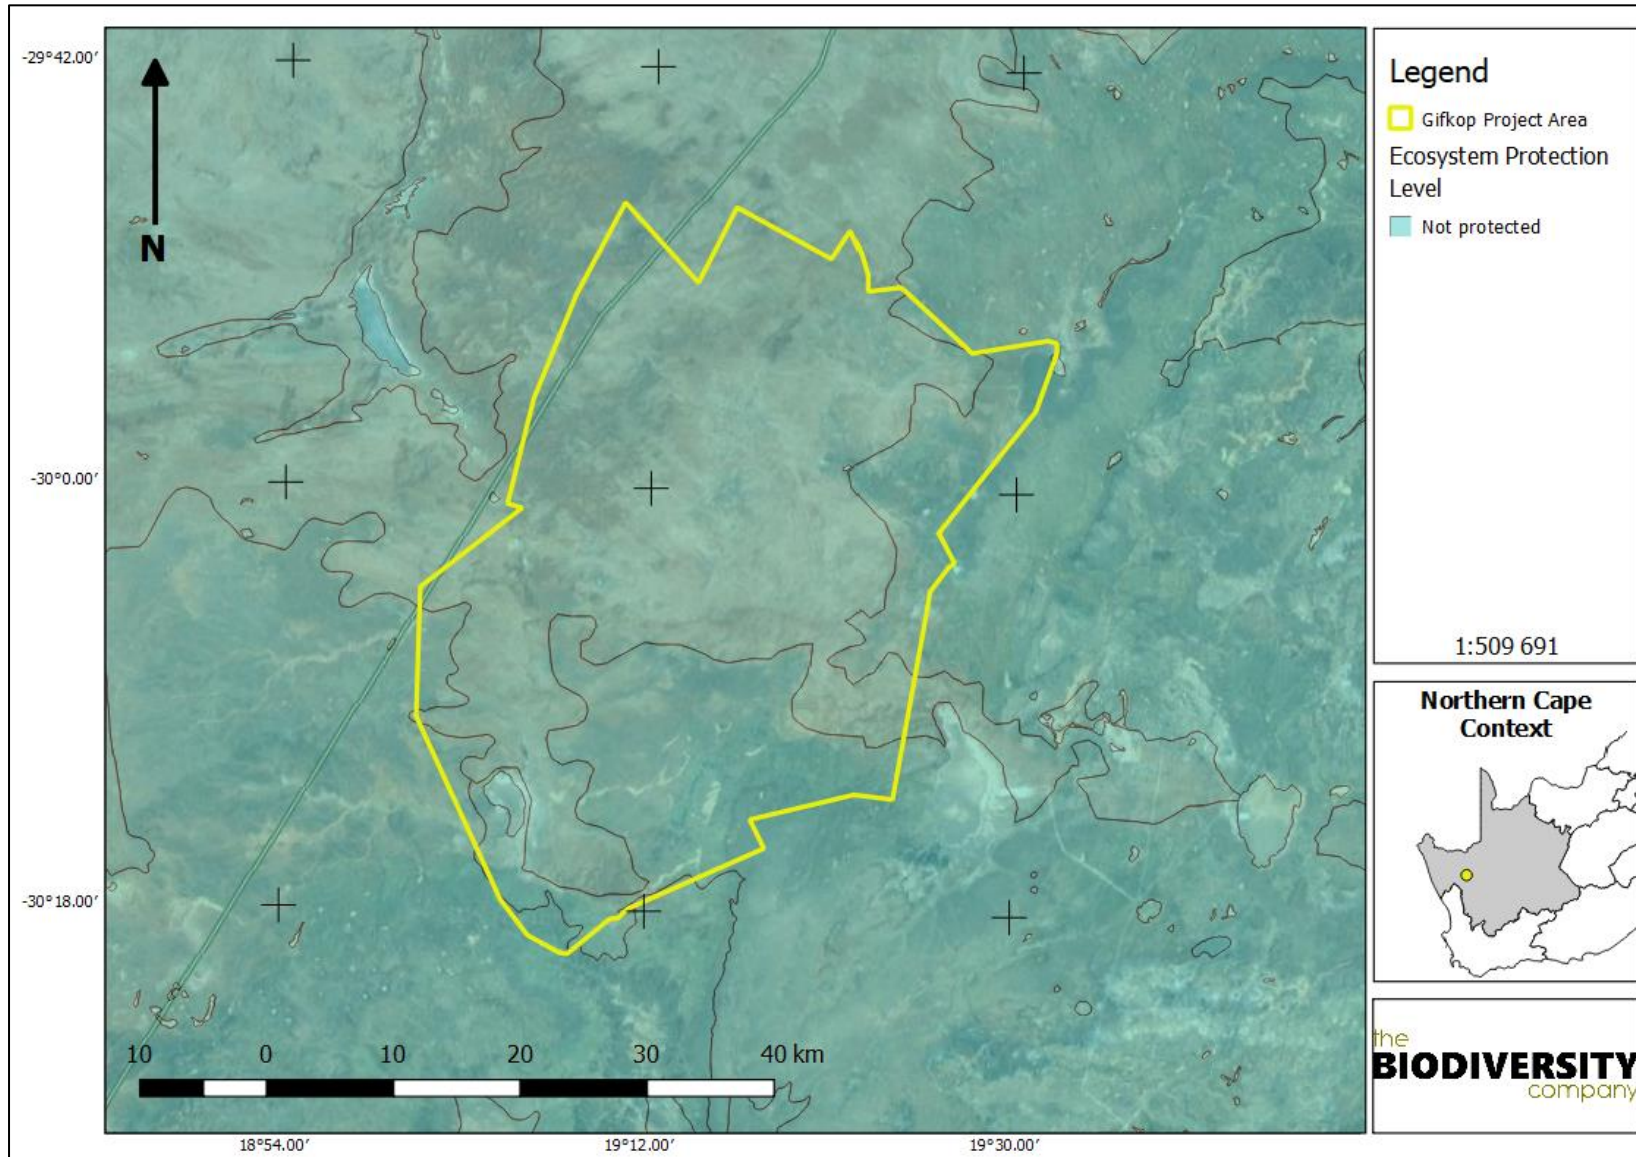 -29°42.00'
-30°0.00'
-30°18.00'
N
10 0 10 20 30 40 km
18°54.00' 19°12.00' 19°30.00'
Legend
Gifkop Project Area
Ecosystem Protection
Level
Not protected
1:509 691
Northern Cape
Context
the
BIODIVERSITY
company